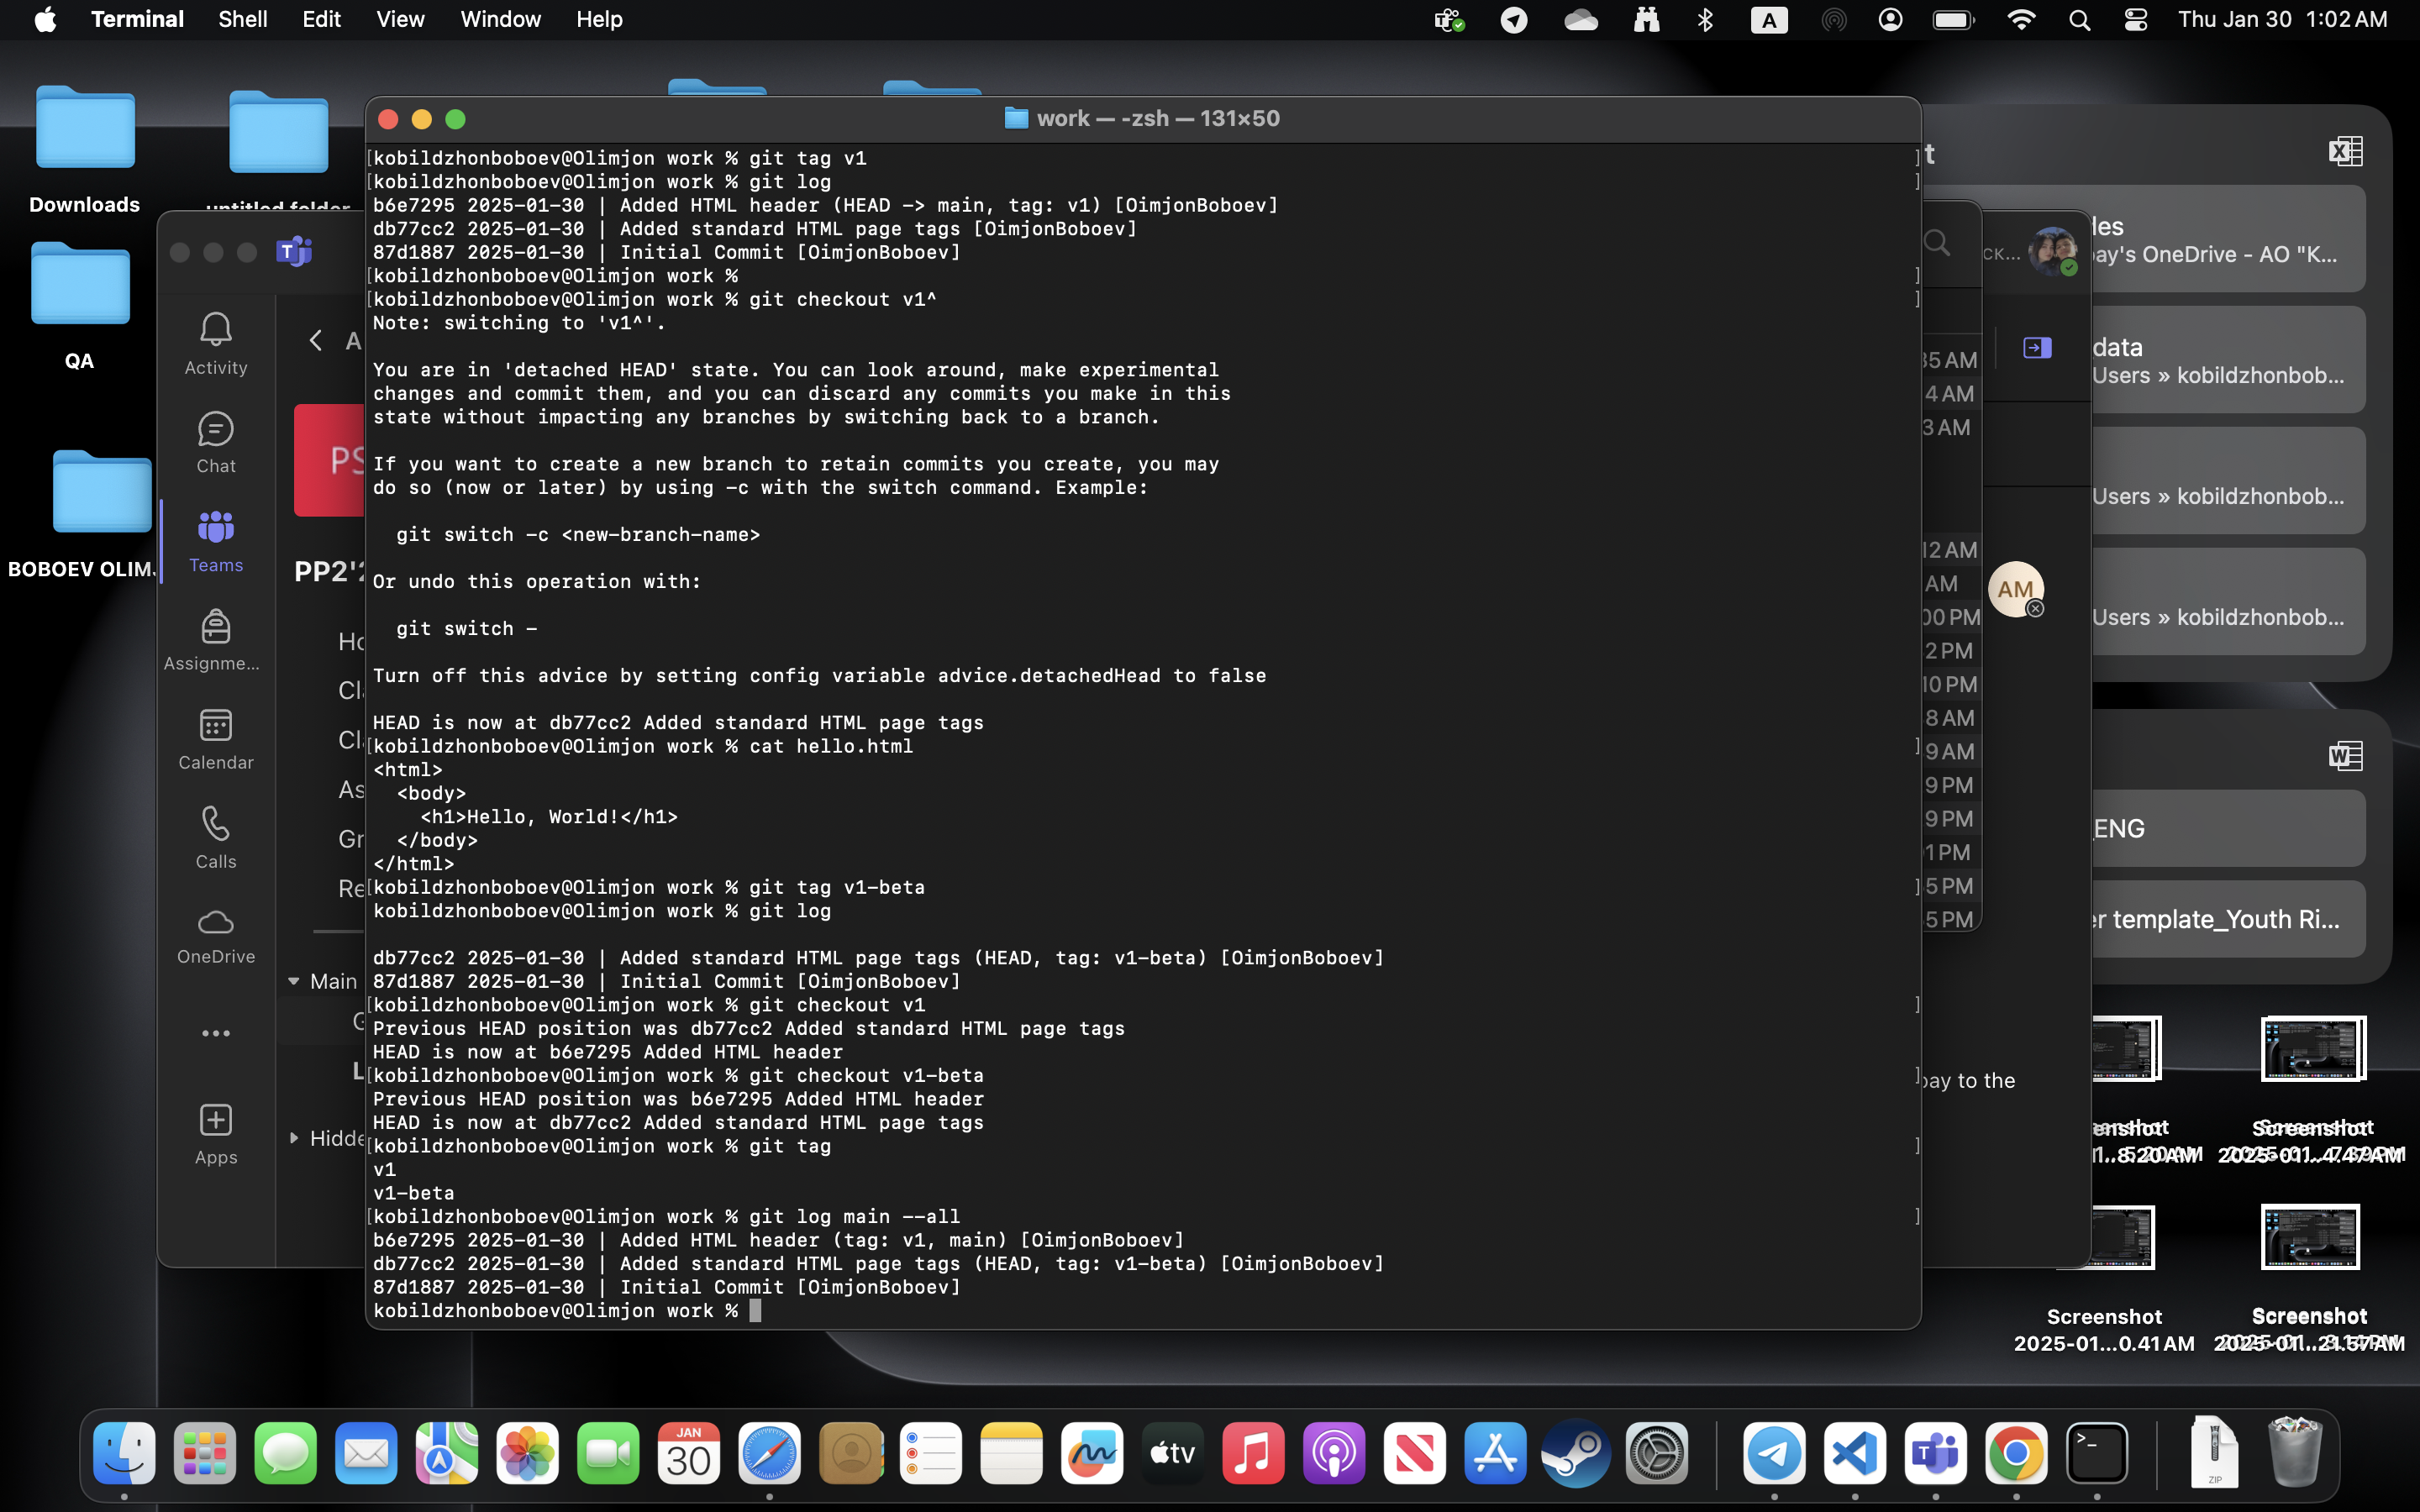 Terminal Shell Edit View Window Help A Thu Jan 30 1:02 AM
Downloads
QA
BOBOEV OLIM
work — -zsh — 131×50
[kobildzhonboboev@Olimjon work % git tag v1 ]
[kobildzhonboboev@Olimjon work % git log ]
b6e7295 2025-01-30 | Added HTML header (HEAD -> main, tag: v1) [OimjonBoboev]
db77cc2 2025-01-30 | Added standard HTML page tags [OimjonBoboev]
87d1887 2025-01-30 | Initial Commit [OimjonBoboev]
[kobildzhonboboev@Olimjon work % ]
[kobildzhonboboev@Olimjon work % git checkout v1^ ]
Note: switching to 'v1^'.
You are in 'detached HEAD' state. You can look around, make experimental
changes and commit them, and you can discard any commits you make in this
state without impacting any branches by switching back to a branch.
If you want to create a new branch to retain commits you create, you may
do so (now or later) by using -c with the switch command. Example:
git switch -c <new-branch-name>
Or undo this operation with:
git switch -
Turn off this advice by setting config variable advice.detachedHead to false
HEAD is now at db77cc2 Added standard HTML page tags
[kobildzhonboboev@Olimjon work % cat hello.html ]
<html>
<body>
<h1>Hello, World!</h1>
</body>
</html>
[kobildzhonboboev@Olimjon work % git tag v1-beta ]
kobildzhonboboev@Olimjon work % git log
db77cc2 2025-01-30 | Added standard HTML page tags (HEAD, tag: v1-beta) [OimjonBoboev]
87d1887 2025-01-30 | Initial Commit [OimjonBoboev]
[kobildzhonboboev@Olimjon work % git checkout v1 ]
Previous HEAD position was db77cc2 Added standard HTML page tags
HEAD is now at b6e7295 Added HTML header
[kobildzhonboboev@Olimjon work % git checkout v1-beta ]
Previous HEAD position was b6e7295 Added HTML header
HEAD is now at db77cc2 Added standard HTML page tags
[kobildzhonboboev@Olimjon work % git tag ]
v1
v1-beta
[kobildzhonboboev@Olimjon work % git log main --all ]
b6e7295 2025-01-30 | Added HTML header (tag: v1, main) [OimjonBoboev]
db77cc2 2025-01-30 | Added standard HTML page tags (HEAD, tag: v1-beta) [OimjonBoboev]
87d1887 2025-01-30 | Initial Commit [OimjonBoboev]
kobildzhonboboev@Olimjon work %
Activity
Chat
Teams
Assignme...
Calendar
Calls
OneDrive
Apps
PS
PP2'2
Main
Hidde
CK...
AM
ay's OneDrive - AO "K...
data
Users » kobildzhonbob...
Users » kobildzhonbob...
Users » kobildzhonbob...
ENG
er template_Youth Ri...
pay to the
Screenshot
2025-01...0.41 AM
Screenshot
JAN
30
tv
ZIP